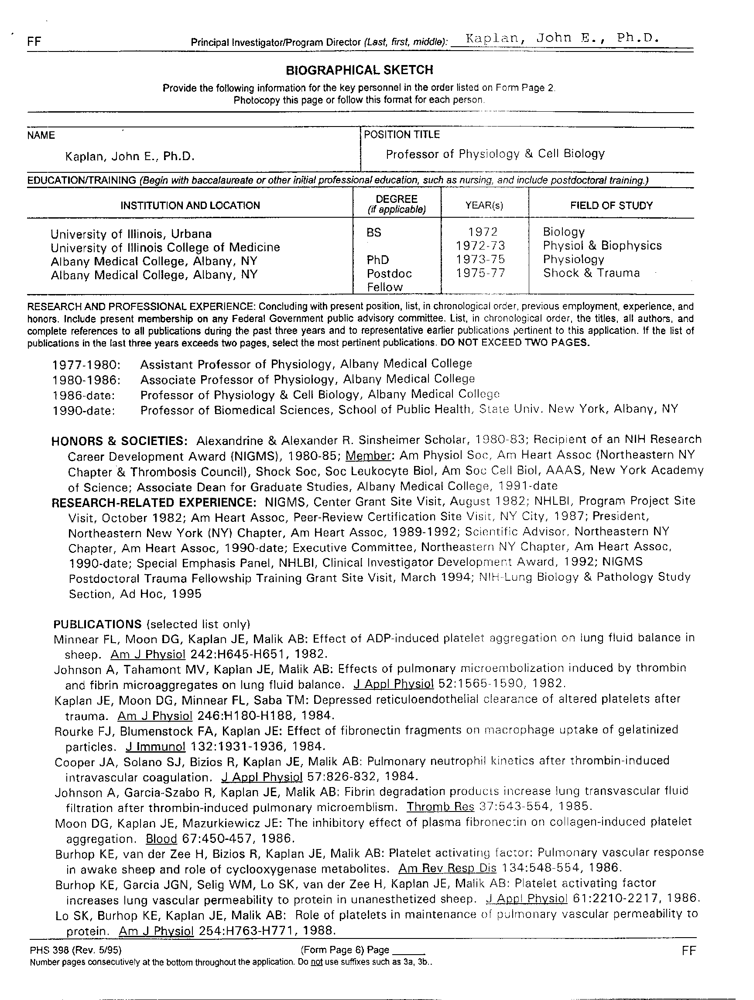 FF Principal Investigator/Program Director (Last, first, middle): Kaplan, John E., Ph.D.
BIOGRAPHICAL SKETCH
Provide the following information for the key personnel in the order listed on Form Page 2.
Photocopy this page or follow this format for each person.
NAME POSITION TITLE
Kaplan, John E., Ph.D. Professor of Physiology & Cell Biology
EDUCATION/TRAINING (Begin with baccalaureate or other initial professional education, such as nursing, and include postdoctoral training.)
INSTITUTION AND LOCATION DEGREE (if applicable) YEAR(s) FIELD OF STUDY
University of Illinois, Urbana BS 1972 Biology
University of Illinois College of Medicine 1972-73 Physiol & Biophysics
Albany Medical College, Albany, NY PhD 1973-75 Physiology
Albany Medical College, Albany, NY Postdoc 1975-77 Shock & Trauma
Fellow
RESEARCH AND PROFESSIONAL EXPERIENCE: Concluding with present position, list, in chronological order, previous employment, experience, and
honors. Include present membership on any Federal Government public advisory committee. List, in chronological order, the titles, all authors, and
complete references to all publications during the past three years and to representative earlier publications pertinent to this application. If the list of
publications in the last three years exceeds two pages, select the most pertinent publications. DO NOT EXCEED TWO PAGES.
1977-1980: Assistant Professor of Physiology, Albany Medical College
1980-1986: Associate Professor of Physiology, Albany Medical College
1986-date: Professor of Physiology & Cell Biology, Albany Medical College
1990-date: Professor of Biomedical Sciences, School of Public Health, State Univ. New York, Albany, NY
HONORS & SOCIETIES: Alexandrine & Alexander R. Sinsheimer Scholar, 1980-83; Recipient of an NIH Research
Career Development Award (NIGMS), 1980-85; Member: Am Physiol Soc, Am Heart Assoc (Northeastern NY
Chapter & Thrombosis Council), Shock Soc, Soc Leukocyte Biol, Am Soc Cell Biol, AAAS, New York Academy
of Science; Associate Dean for Graduate Studies, Albany Medical College, 1991-date
RESEARCH-RELATED EXPERIENCE: NIGMS, Center Grant Site Visit, August 1982; NHLBI, Program Project Site
Visit, October 1982; Am Heart Assoc, Peer-Review Certification Site Visit, NY City, 1987; President,
Northeastern New York (NY) Chapter, Am Heart Assoc, 1989-1992; Scientific Advisor, Northeastern NY
Chapter, Am Heart Assoc, 1990-date; Executive Committee, Northeastern NY Chapter, Am Heart Assoc,
1990-date; Special Emphasis Panel, NHLBI, Clinical Investigator Development Award, 1992; NIGMS
Postdoctoral Trauma Fellowship Training Grant Site Visit, March 1994; NIH-Lung Biology & Pathology Study
Section, Ad Hoc, 1995
PUBLICATIONS (selected list only)
Minnear FL, Moon DG, Kaplan JE, Malik AB: Effect of ADP-induced platelet aggregation on lung fluid balance in
sheep. Am J Physiol 242:H645-H651, 1982.
Johnson A, Tahamont MV, Kaplan JE, Malik AB: Effects of pulmonary microembolization induced by thrombin
and fibrin microaggregates on lung fluid balance. J Appl Physiol 52:1565-1590, 1982.
Kaplan JE, Moon DG, Minnear FL, Saba TM: Depressed reticuloendothelial clearance of altered platelets after
trauma. Am J Physiol 246:H180-H188, 1984.
Rourke FJ, Blumenstock FA, Kaplan JE: Effect of fibronectin fragments on macrophage uptake of gelatinized
particles. J Immunol 132:1931-1936, 1984.
Cooper JA, Solano SJ, Bizios R, Kaplan JE, Malik AB: Pulmonary neutrophil kinetics after thrombin-induced
intravascular coagulation. J Appl Physiol 57:826-832, 1984.
Johnson A, Garcia-Szabo R, Kaplan JE, Malik AB: Fibrin degradation products increase lung transvascular fluid
filtration after thrombin-induced pulmonary microemblism. Thromb Res 37:543-554, 1985.
Moon DG, Kaplan JE, Mazurkiewicz JE: The inhibitory effect of plasma fibronectin on collagen-induced platelet
aggregation. Blood 67:450-457, 1986.
Burhop KE, van der Zee H, Bizios R, Kaplan JE, Malik AB: Platelet activating factor: Pulmonary vascular response
in awake sheep and role of cyclooxygenase metabolites. Am Rev Resp Dis 134:548-554, 1986.
Burhop KE, Garcia JGN, Selig WM, Lo SK, van der Zee H, Kaplan JE, Malik AB: Platelet activating factor
increases lung vascular permeability to protein in unanesthetized sheep. J Appl Physiol 61:2210-2217, 1986.
Lo SK, Burhop KE, Kaplan JE, Malik AB: Role of platelets in maintenance of pulmonary vascular permeability to
protein. Am J Physiol 254:H763-H771, 1988.
PHS 398 (Rev. 5/95) (Form Page 6) Page ______ FF
Number pages consecutively at the bottom throughout the application. Do not use suffixes such as 3a, 3b..